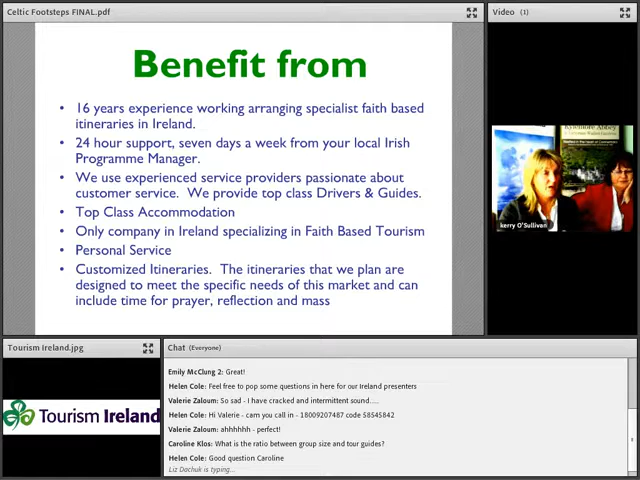 Celtic Footsteps FINAL.pdf
Benefit from
• 16 years experience working arranging specialist faith based
itineraries in Ireland.
• 24 hour support, seven days a week from your local Irish
Programme Manager.
• We use experienced service providers passionate about
customer service. We provide top class Drivers & Guides.
• Top Class Accommodation
• Only company in Ireland specializing in Faith Based Tourism
• Personal Service
• Customized Itineraries. The itineraries that we plan are
designed to meet the specific needs of this market and can
include time for prayer, reflection and mass
Video (1)
Kylemore Abbey
kerry O'Sullivan
Tourism Ireland.jpg
Tourism Ireland
Chat (Everyone)
Emily McClung 2: Great!
Helen Cole: Feel free to pop some questions in here for our Ireland presenters
Valerie Zaloum: So sad - I have cracked and intermittent sound.....
Helen Cole: Hi Valerie - cam you call in - 18009207487 code 58545842
Valerie Zaloum: ahhhhhh - perfect!
Caroline Klos: What is the ratio between group size and tour guides?
Helen Cole: Good question Caroline
Liz Dachuk is typing...